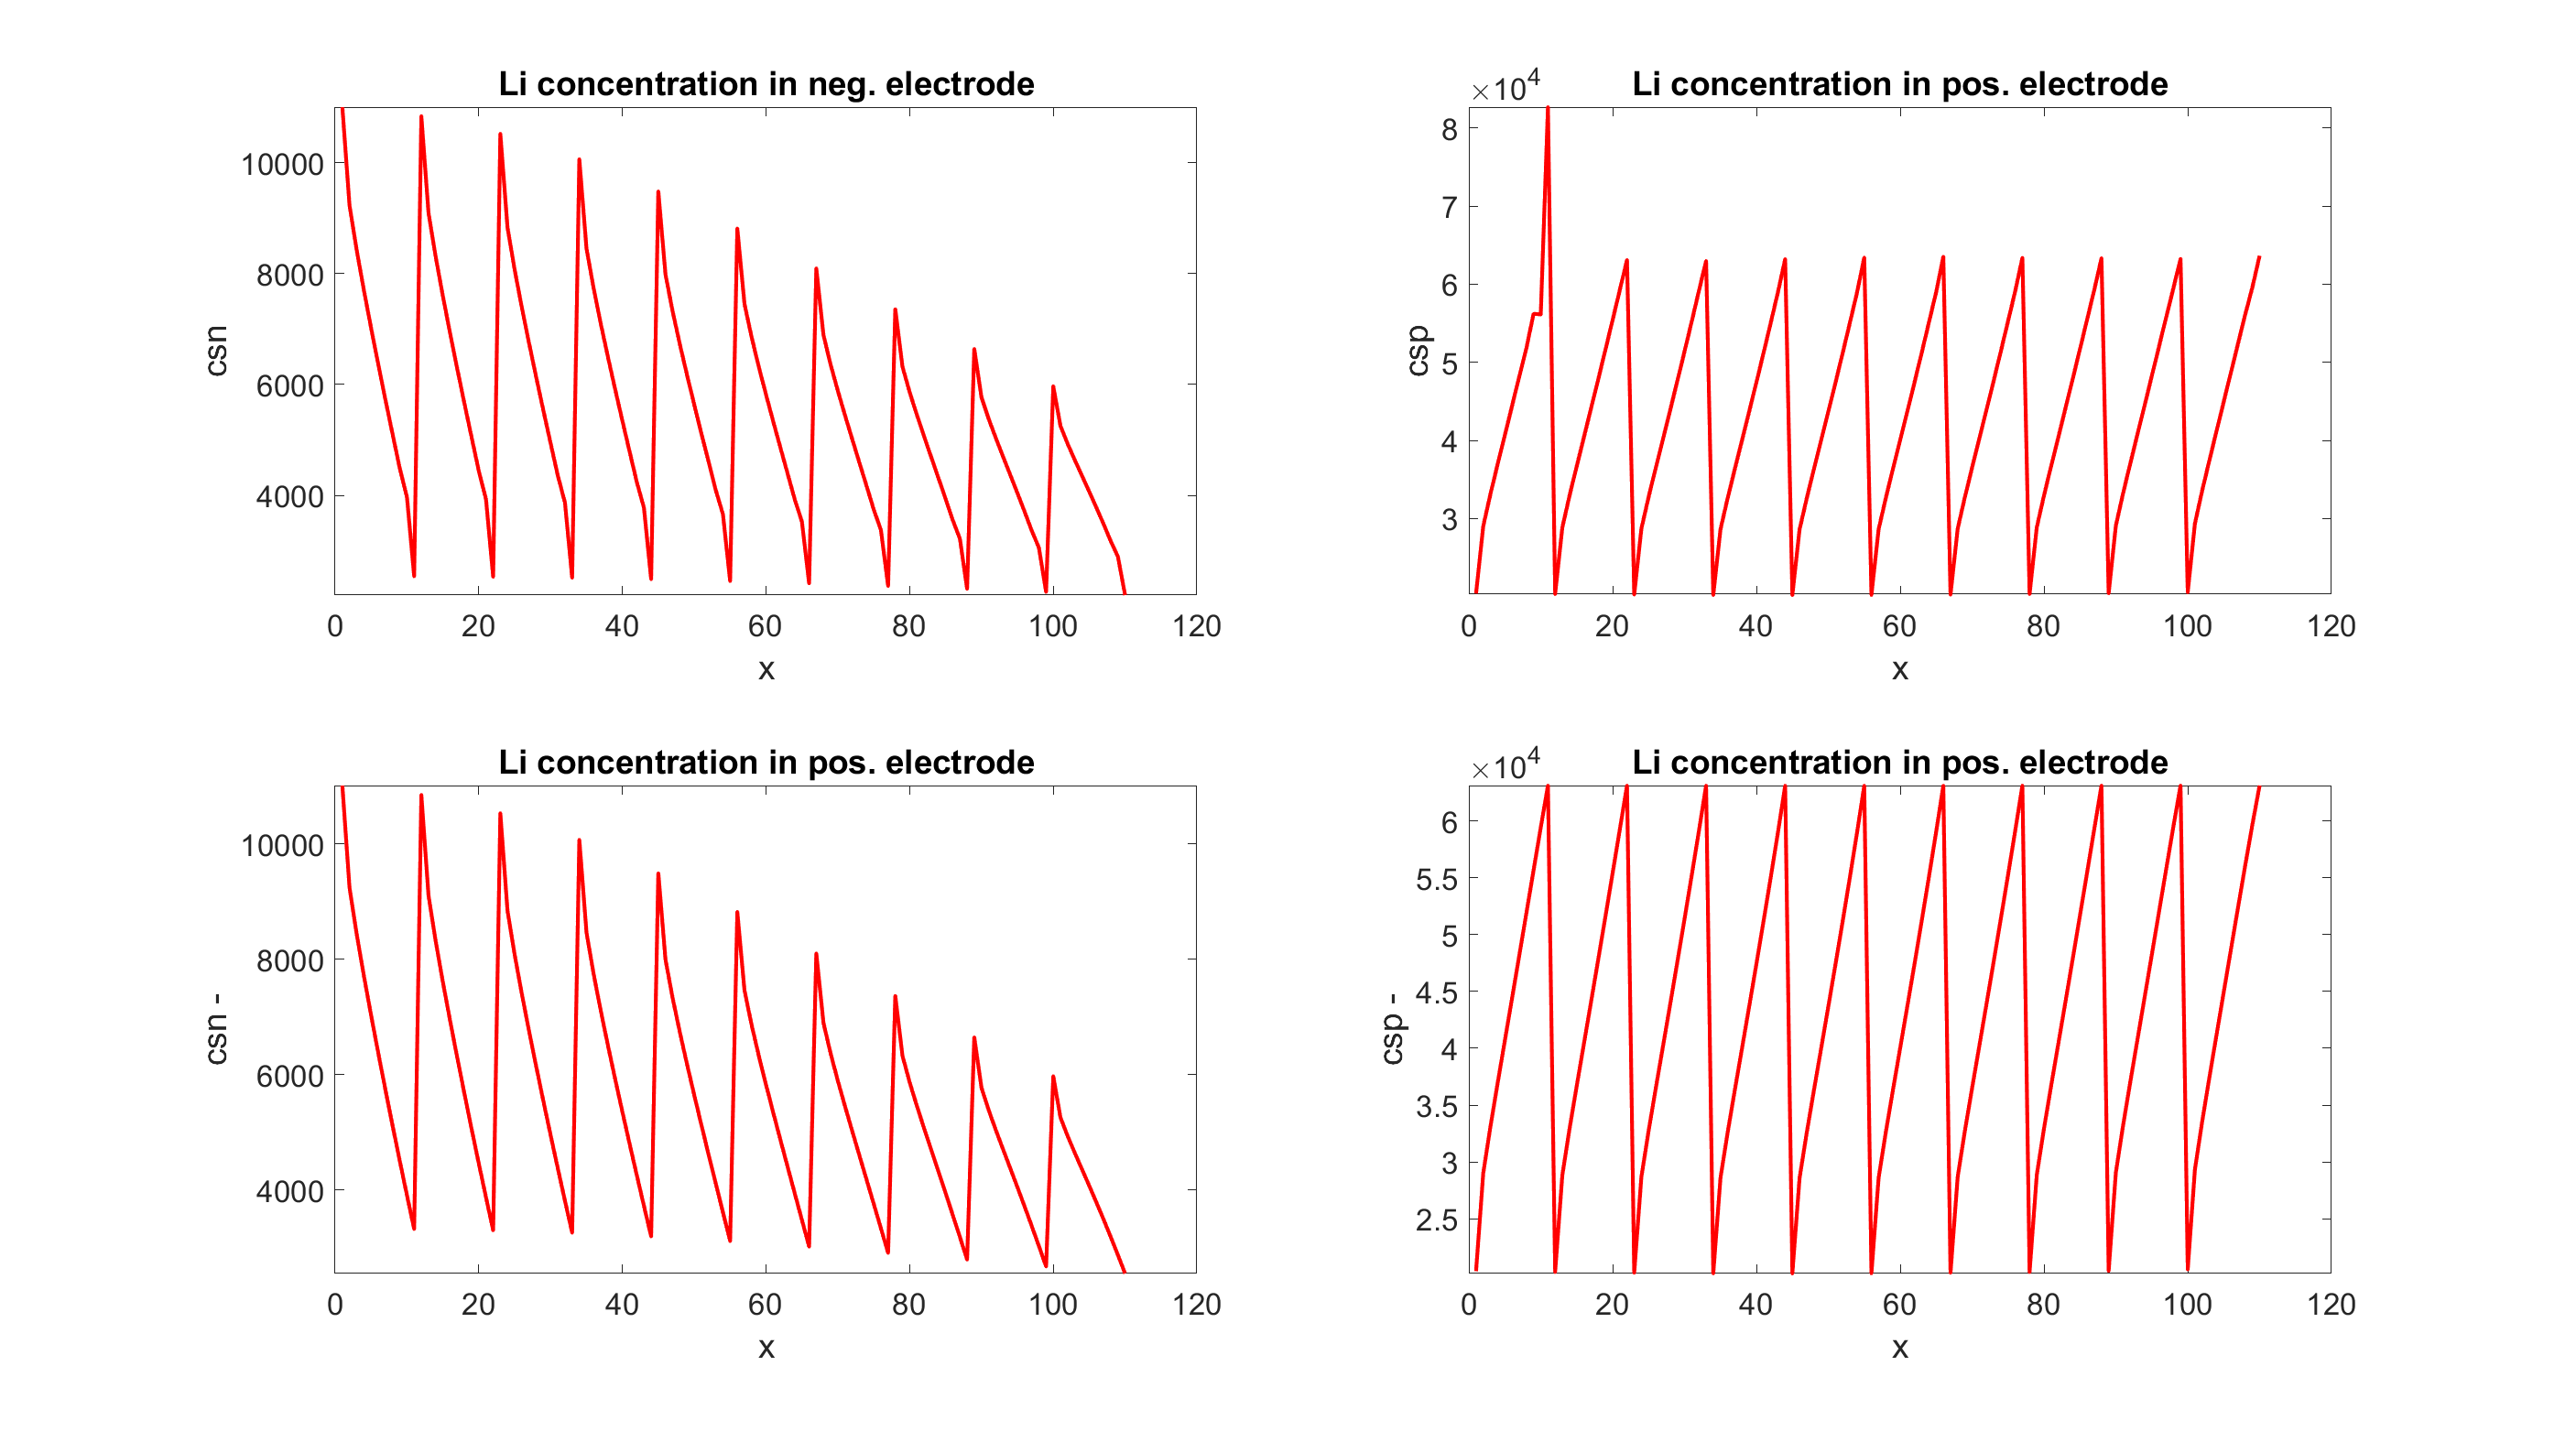 Li concentration in neg. electrode
10000
8000
6000
4000
csn
0 20 40 60 80 100 120
x
×10^4
Li concentration in pos. electrode
8
7
6
5
4
3
csp
0 20 40 60 80 100 120
x
Li concentration in pos. electrode
10000
8000
6000
4000
csn -
0 20 40 60 80 100 120
x
×10^4
Li concentration in pos. electrode
6
5.5
5
4.5
4
3.5
3
2.5
csp -
0 20 40 60 80 100 120
x